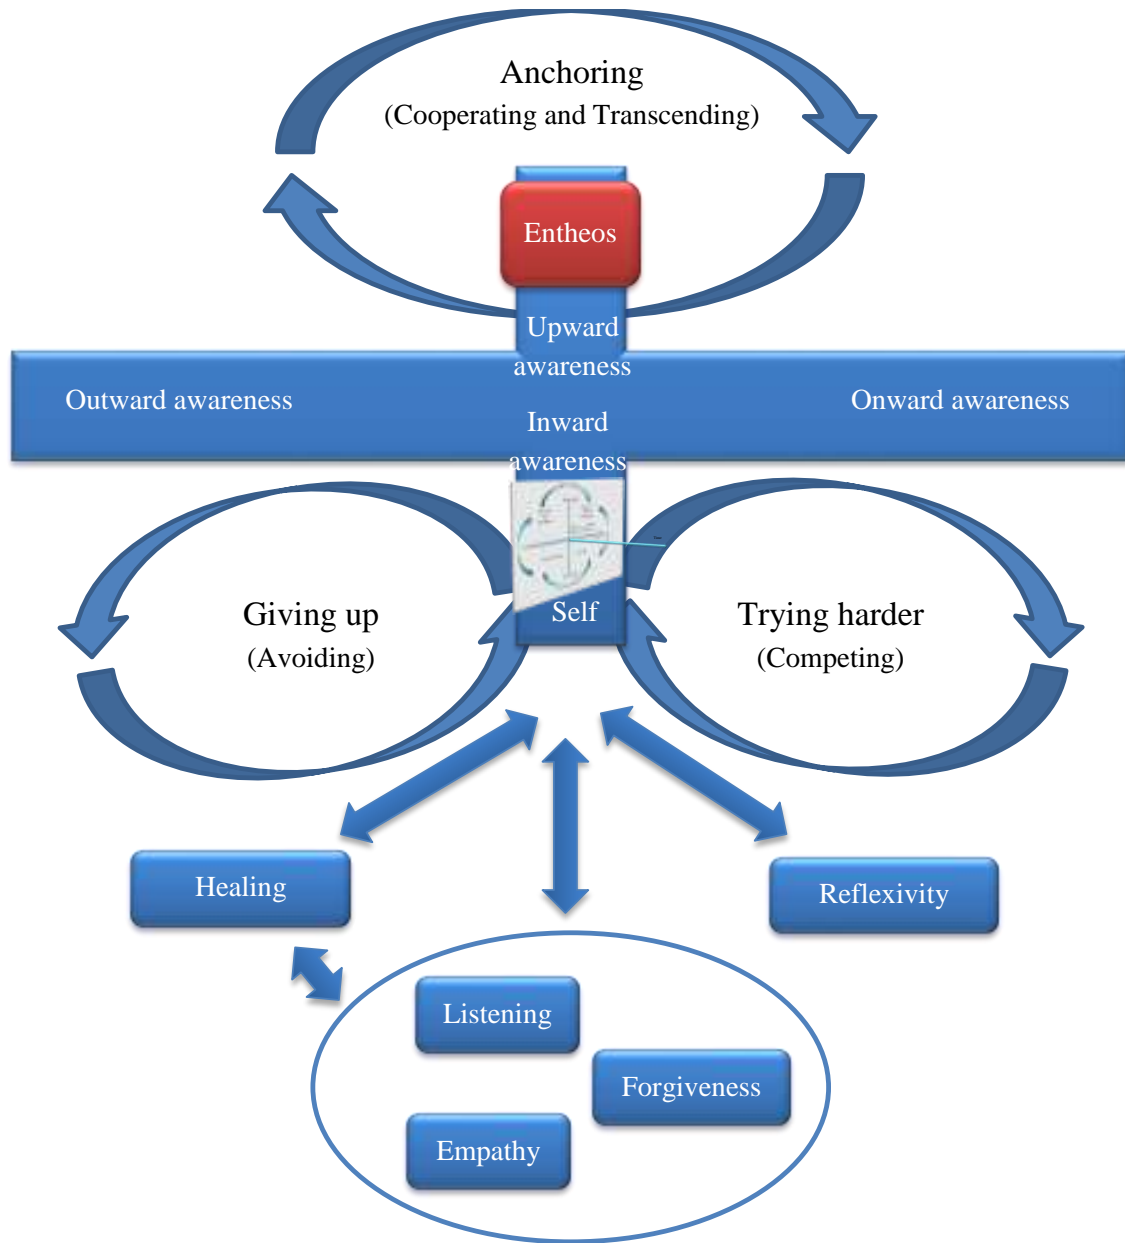 Anchoring
(Cooperating and Transcending)
Entheos
Upward
awareness
Outward awareness
Onward awareness
Inward
awareness
Giving up
(Avoiding)
Self
Trying harder
(Competing)
Healing
Reflexivity
Listening
Forgiveness
Empathy